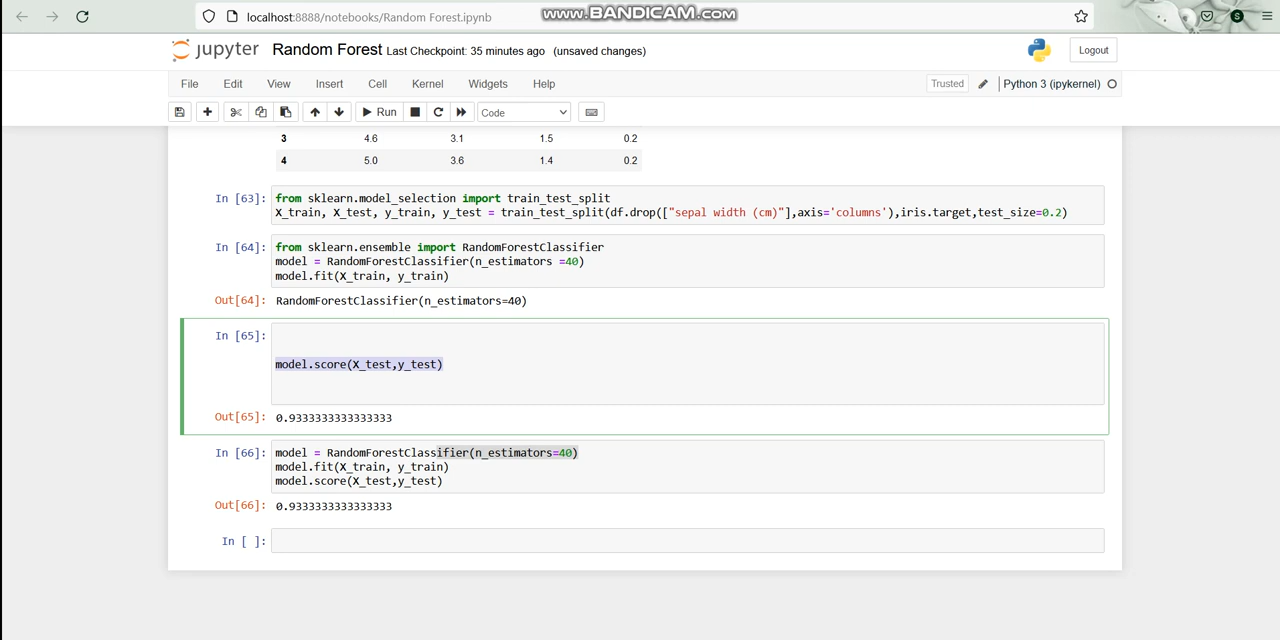 localhost:8888/notebooks/Random Forest.ipynb
www.BANDICAM.com
S
jupyter Random Forest Last Checkpoint: 35 minutes ago (unsaved changes)
Logout
File Edit View Insert Cell Kernel Widgets Help
Trusted
Python 3 (ipykernel)
Run
Code
3 4.6 3.1 1.5 0.2
4 5.0 3.6 1.4 0.2
In [63]: from sklearn.model_selection import train_test_split
X_train, X_test, y_train, y_test = train_test_split(df.drop(["sepal width (cm)"],axis='columns'),iris.target,test_size=0.2)
In [64]: from sklearn.ensemble import RandomForestClassifier
model = RandomForestClassifier(n_estimators =40)
model.fit(X_train, y_train)
Out[64]: RandomForestClassifier(n_estimators=40)
In [65]:
model.score(X_test,y_test)
Out[65]: 0.9333333333333333
In [66]: model = RandomForestClassifier(n_estimators=40)
model.fit(X_train, y_train)
model.score(X_test,y_test)
Out[66]: 0.9333333333333333
In [ ]: